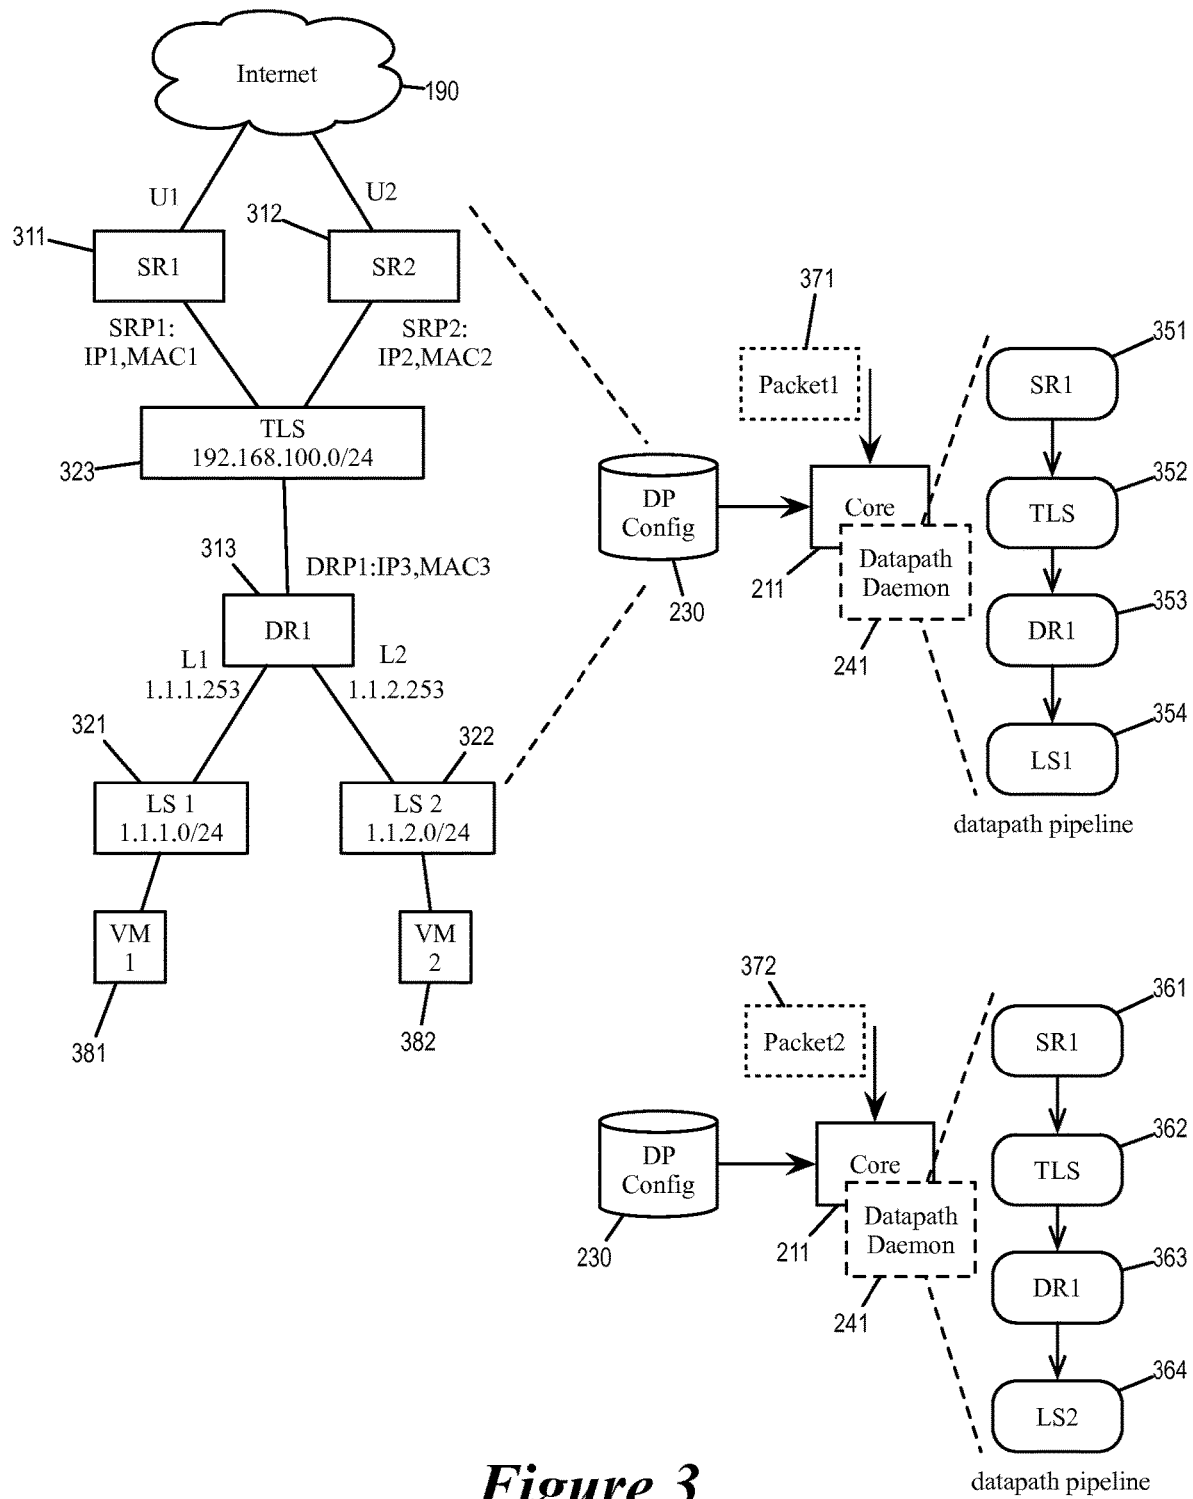 Internet
190
U1
U2
311
SR1
312
SR2
SRP1:
IP1,MAC1
SRP2:
IP2,MAC2
TLS
192.168.100.0/24
323
313
DRP1:IP3,MAC3
DR1
L1
1.1.1.253
L2
1.1.2.253
321
322
LS 1
1.1.1.0/24
LS 2
1.1.2.0/24
VM
1
VM
2
381
382
DP
Config
230
371
Packet1
Core
211
Datapath
Daemon
241
351
SR1
352
TLS
353
DR1
354
LS1
datapath pipeline
372
Packet2
DP
Config
230
Core
211
Datapath
Daemon
241
361
SR1
362
TLS
363
DR1
364
LS2
datapath pipeline
Figure 3